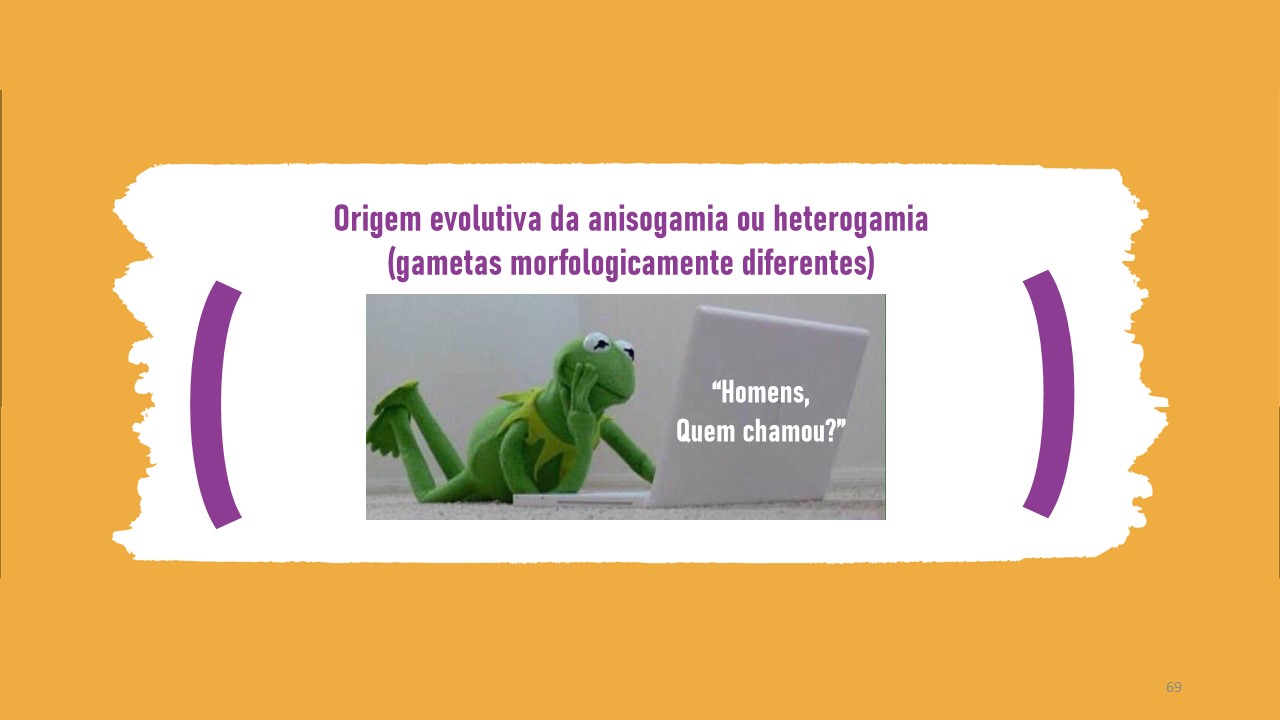 Origem evolutiva da anisogamia ou heterogamia
(gametas morfologicamente diferentes)
“Homens,
Quem chamou?”
69